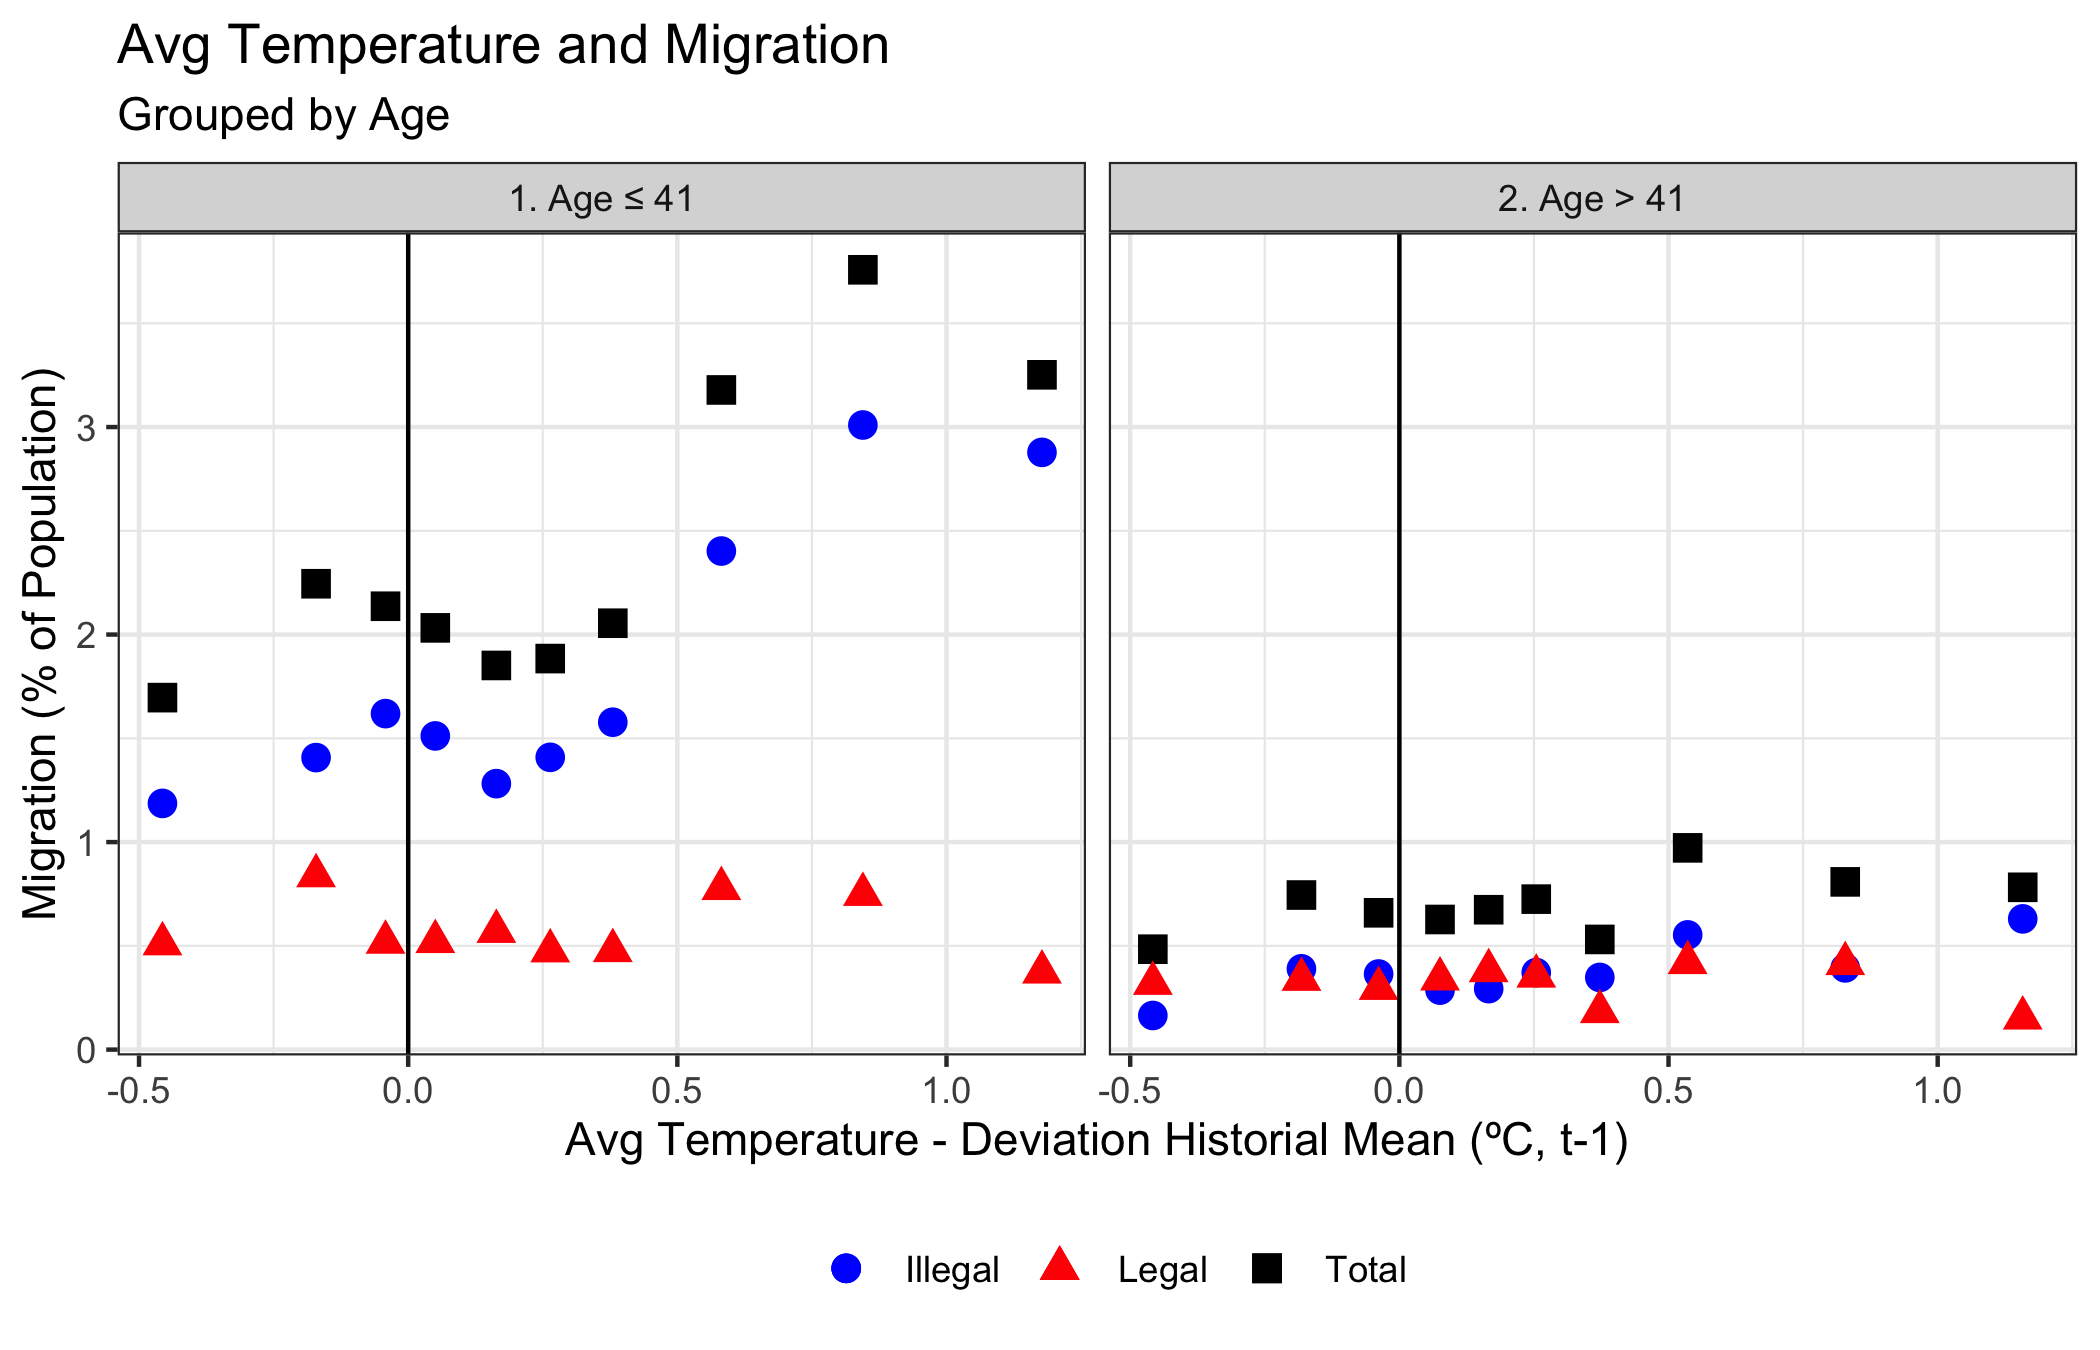 Avg Temperature and Migration
Grouped by Age
1. Age ≤ 41
2. Age > 41
Migration (% of Population)
3
2
1
0
-0.5 0.0 0.5 1.0
-0.5 0.0 0.5 1.0
Avg Temperature - Deviation Historial Mean (ºC, t-1)
Illegal Legal Total